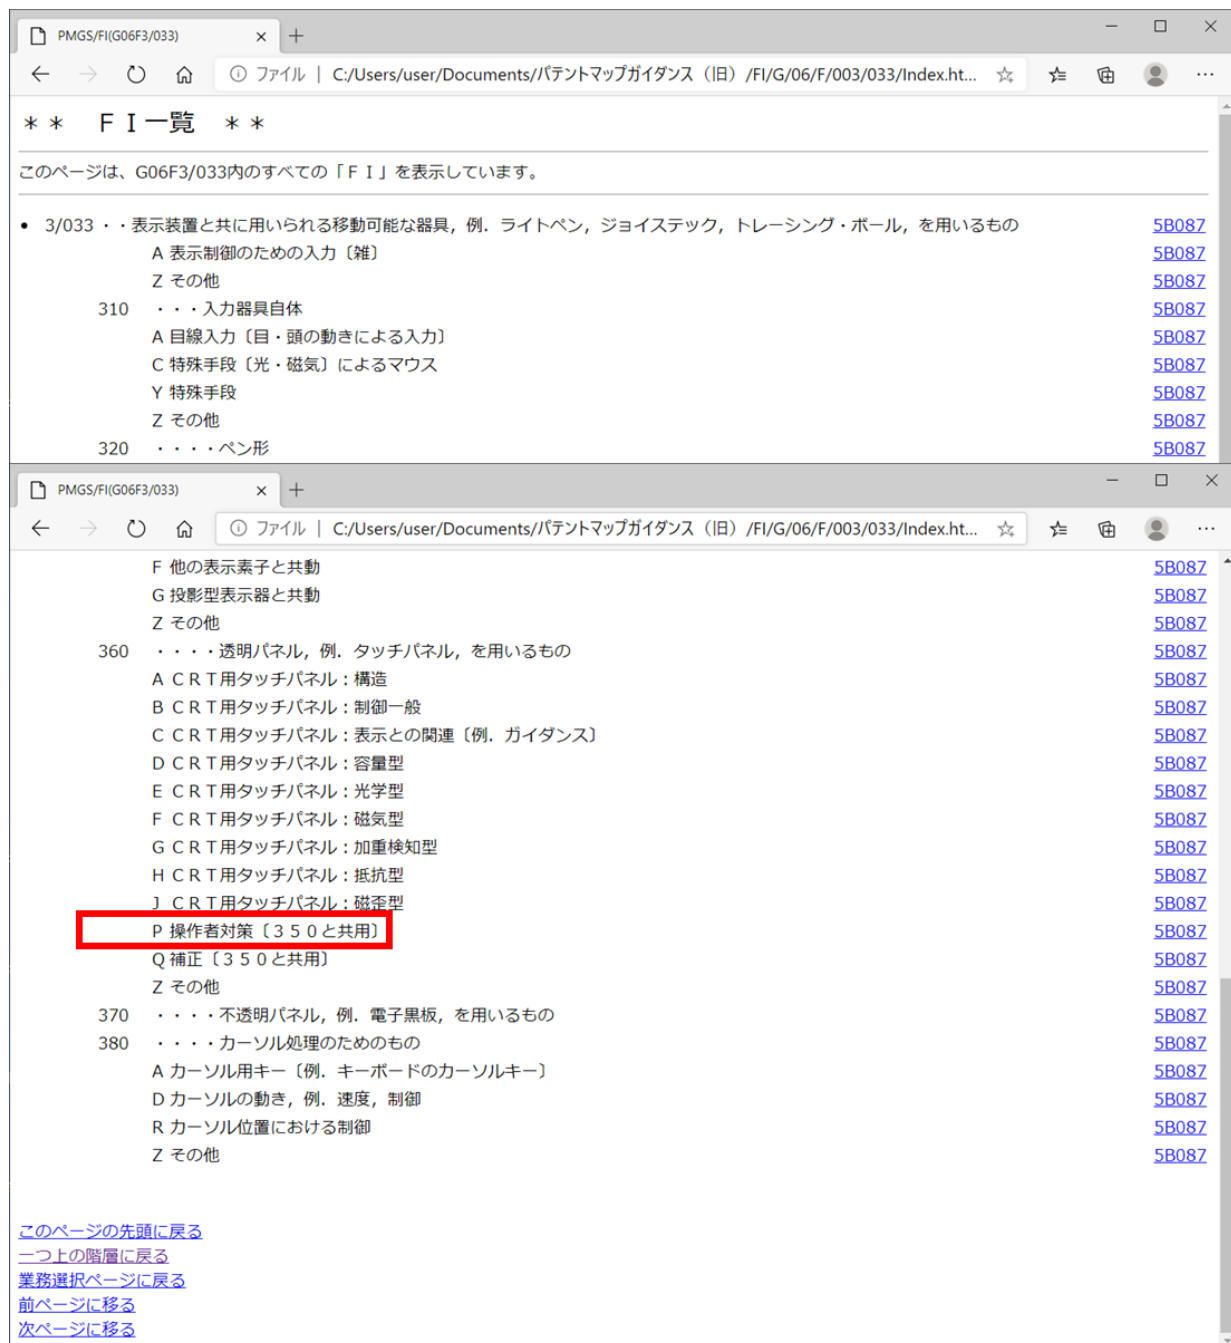 PMGS/FI(G06F3/033)
ファイル | C:/Users/user/Documents/パテントマップガイダンス（旧）/FI/G/06/F/003/033/Index.ht...
＊＊　ＦＩ一覧　＊＊
このページは、G06F3/033内のすべての「ＦＩ」を表示しています。
• 3/033 ・・表示装置と共に用いられる移動可能な器具，例．ライトペン，ジョイステック，トレーシング・ボール，を用いるもの 5B087
A 表示制御のための入力〔雑〕 5B087
Z その他 5B087
310 ・・・入力器具自体 5B087
A 目線入力〔目・頭の動きによる入力〕 5B087
C 特殊手段〔光・磁気〕によるマウス 5B087
Y 特殊手段 5B087
Z その他 5B087
320 ・・・・ペン形 5B087
PMGS/FI(G06F3/033)
ファイル | C:/Users/user/Documents/パテントマップガイダンス（旧）/FI/G/06/F/003/033/Index.ht...
F 他の表示素子と共動 5B087
G 投影型表示器と共動 5B087
Z その他 5B087
360 ・・・・透明パネル，例．タッチパネル，を用いるもの 5B087
A ＣＲＴ用タッチパネル：構造 5B087
B ＣＲＴ用タッチパネル：制御一般 5B087
C ＣＲＴ用タッチパネル：表示との関連〔例．ガイダンス〕 5B087
D ＣＲＴ用タッチパネル：容量型 5B087
E ＣＲＴ用タッチパネル：光学型 5B087
F ＣＲＴ用タッチパネル：磁気型 5B087
G ＣＲＴ用タッチパネル：加重検知型 5B087
H ＣＲＴ用タッチパネル：抵抗型 5B087
J ＣＲＴ用タッチパネル：磁歪型 5B087
P 操作者対策〔３５０と共用〕 5B087
Q 補正〔３５０と共用〕 5B087
Z その他 5B087
370 ・・・・不透明パネル，例．電子黒板，を用いるもの 5B087
380 ・・・・カーソル処理のためのもの 5B087
A カーソル用キー〔例．キーボードのカーソルキー〕 5B087
D カーソルの動き，例．速度，制御 5B087
R カーソル位置における制御 5B087
Z その他 5B087
このページの先頭に戻る
一つ上の階層に戻る
業務選択ページに戻る
前ページに移る
次ページに移る